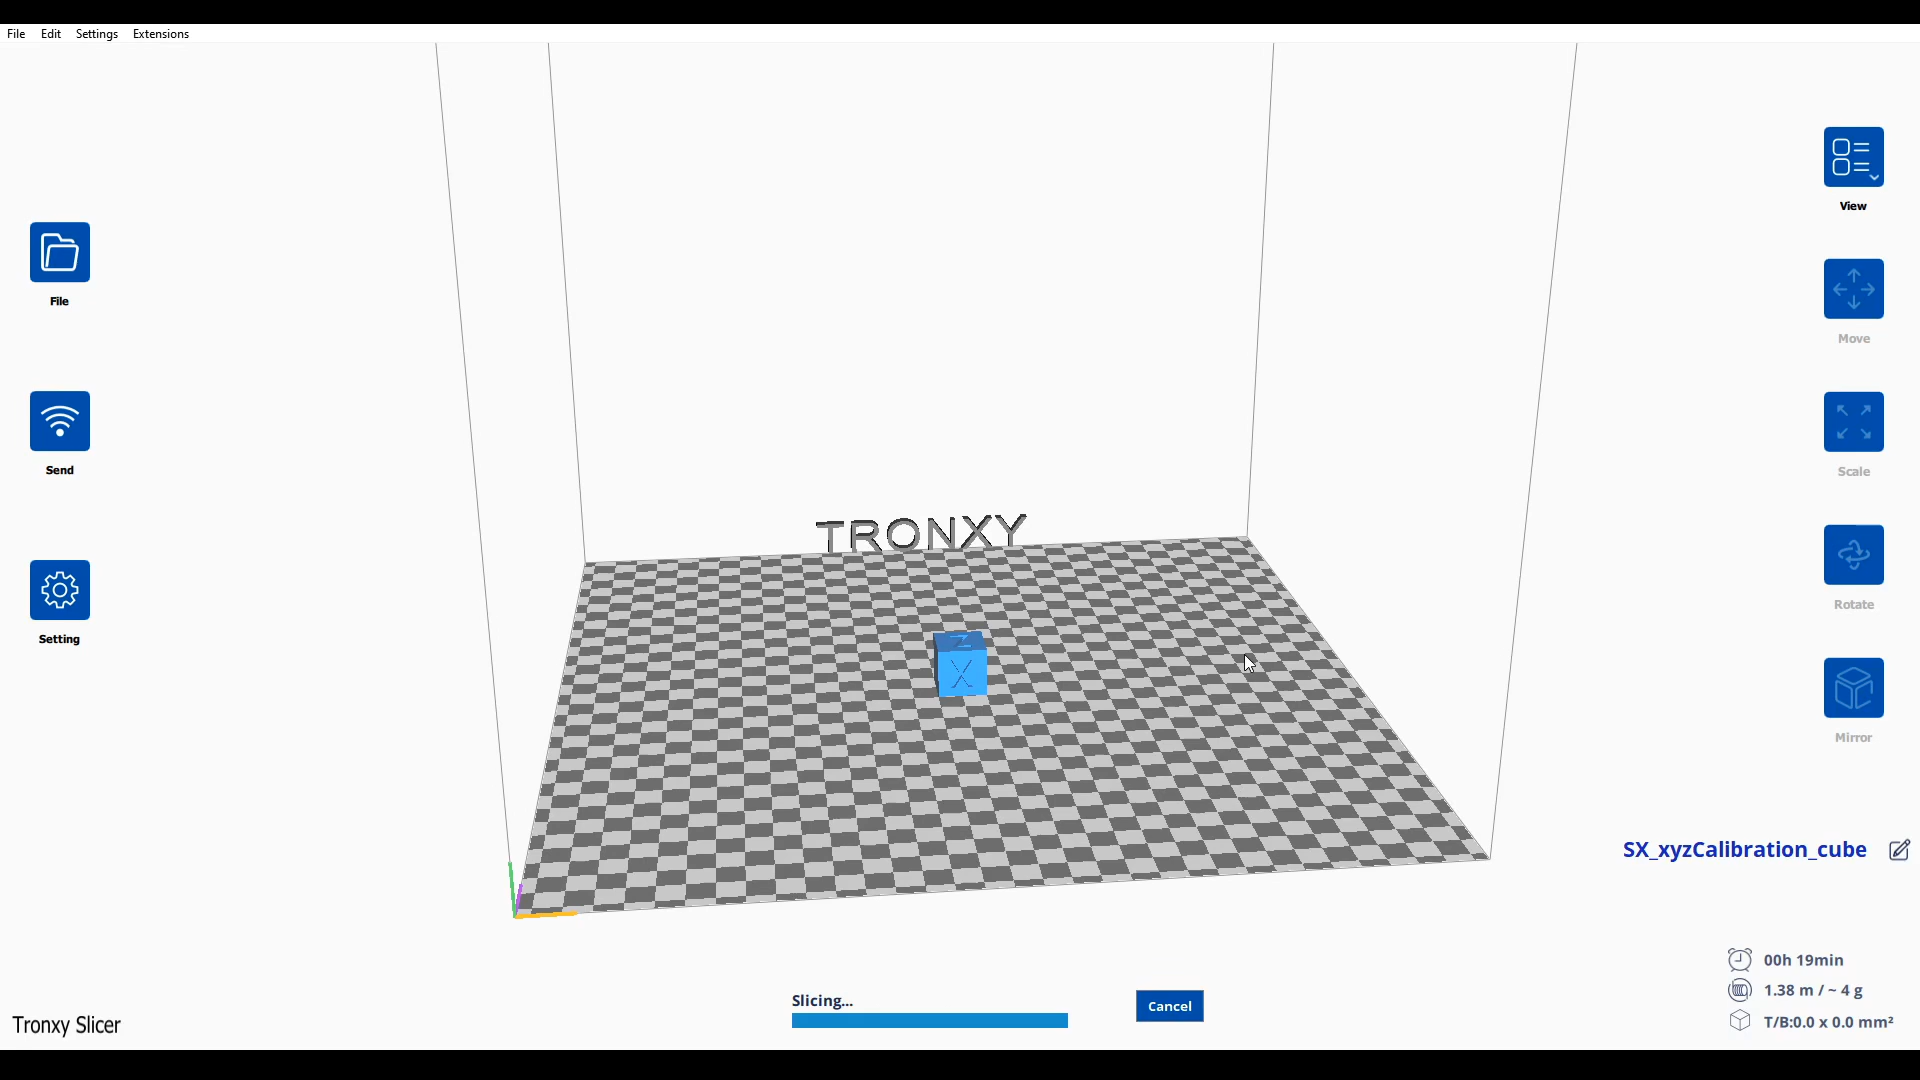 File Edit Settings Extensions
View
File
Move
Send
Scale
TRONXY
Rotate
Setting
Z
X
Mirror
SX_xyzCalibration_cube
00h 19min
1.38 m / ~ 4 g
T/B:0.0 x 0.0 mm²
Slicing...
Cancel
Tronxy Slicer